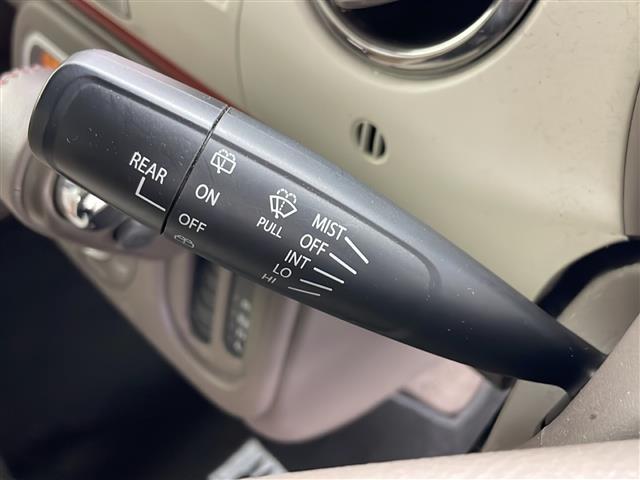 REAR
ON
OFF
PULL
MIST
OFF
INT
LO
HI